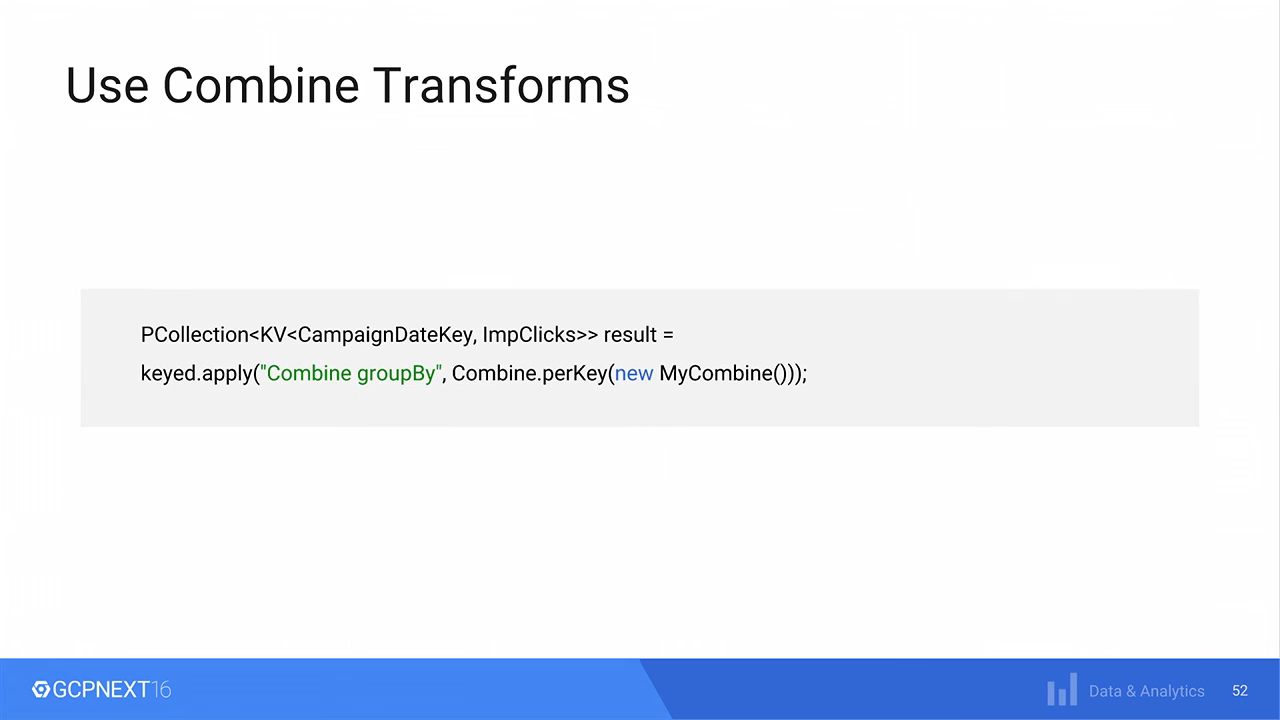 Use Combine Transforms
PCollection<KV<CampaignDateKey, ImpClicks>> result =
keyed.apply("Combine groupBy", Combine.perKey(new MyCombine()));
GCPNEXT16
Data & Analytics 52